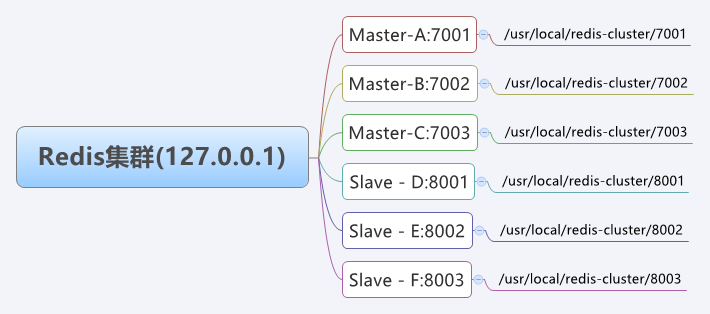 Redis集群(127.0.0.1)
Master-A:7001
/usr/local/redis-cluster/7001
Master-B:7002
/usr/local/redis-cluster/7002
Master-C:7003
/usr/local/redis-cluster/7003
Slave - D:8001
/usr/local/redis-cluster/8001
Slave - E:8002
/usr/local/redis-cluster/8002
Slave - F:8003
/usr/local/redis-cluster/8003